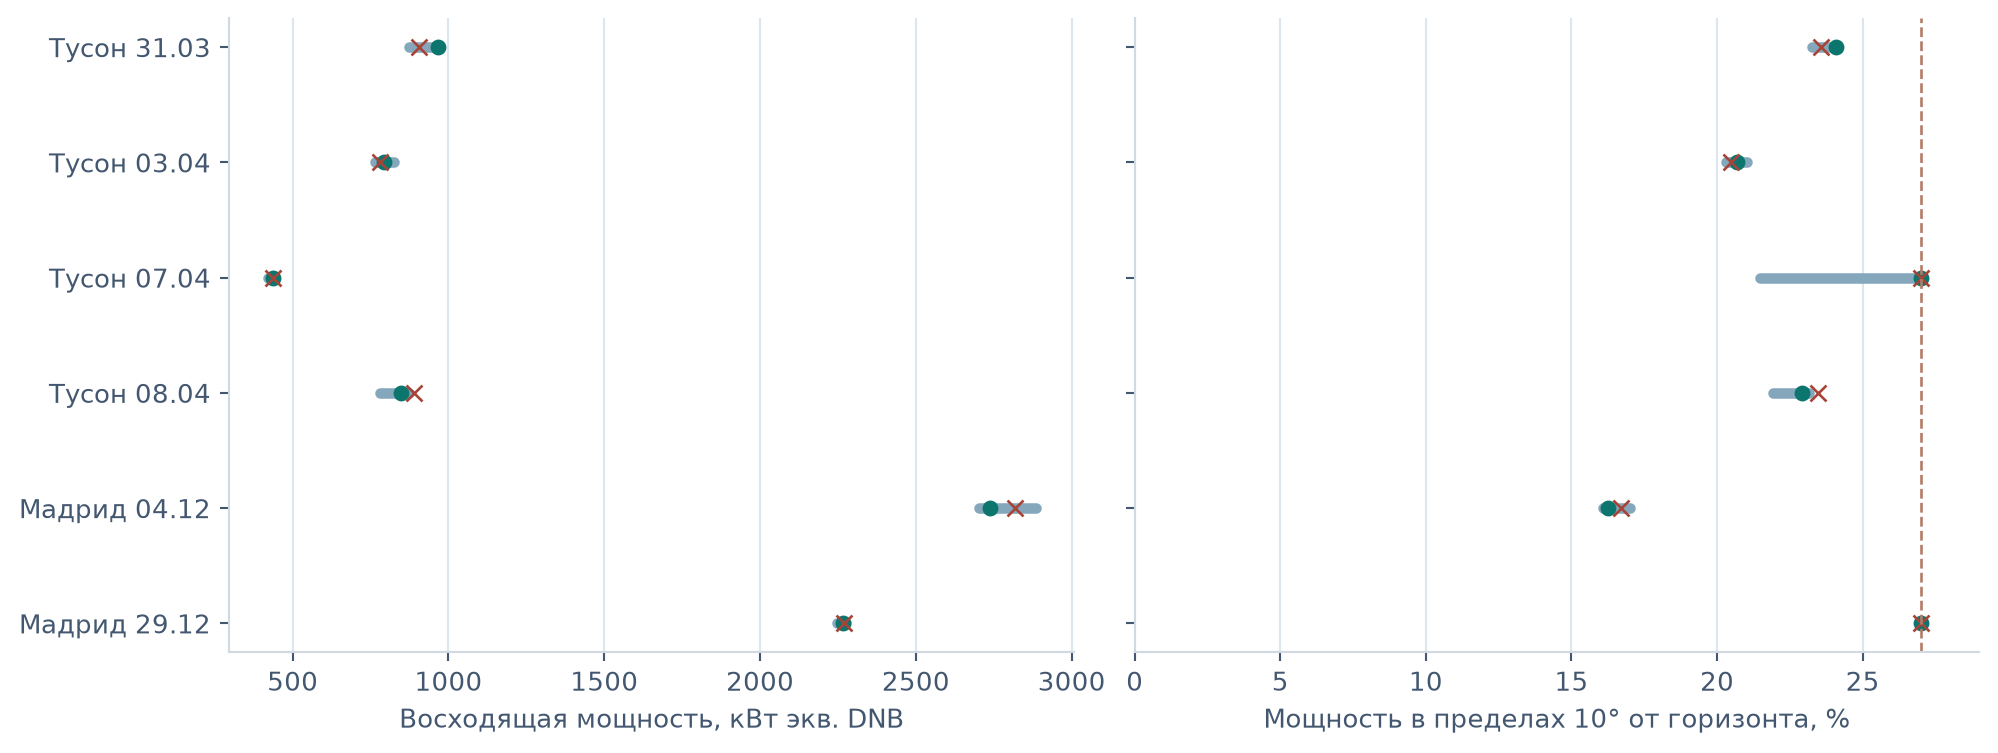 Тусон 31.03
Тусон 03.04
Тусон 07.04
Тусон 08.04
Мадрид 04.12
Мадрид 29.12
500 1000 1500 2000 2500 3000
Восходящая мощность, кВт экв. DNB
0 5 10 15 20 25
Мощность в пределах 10° от горизонта, %